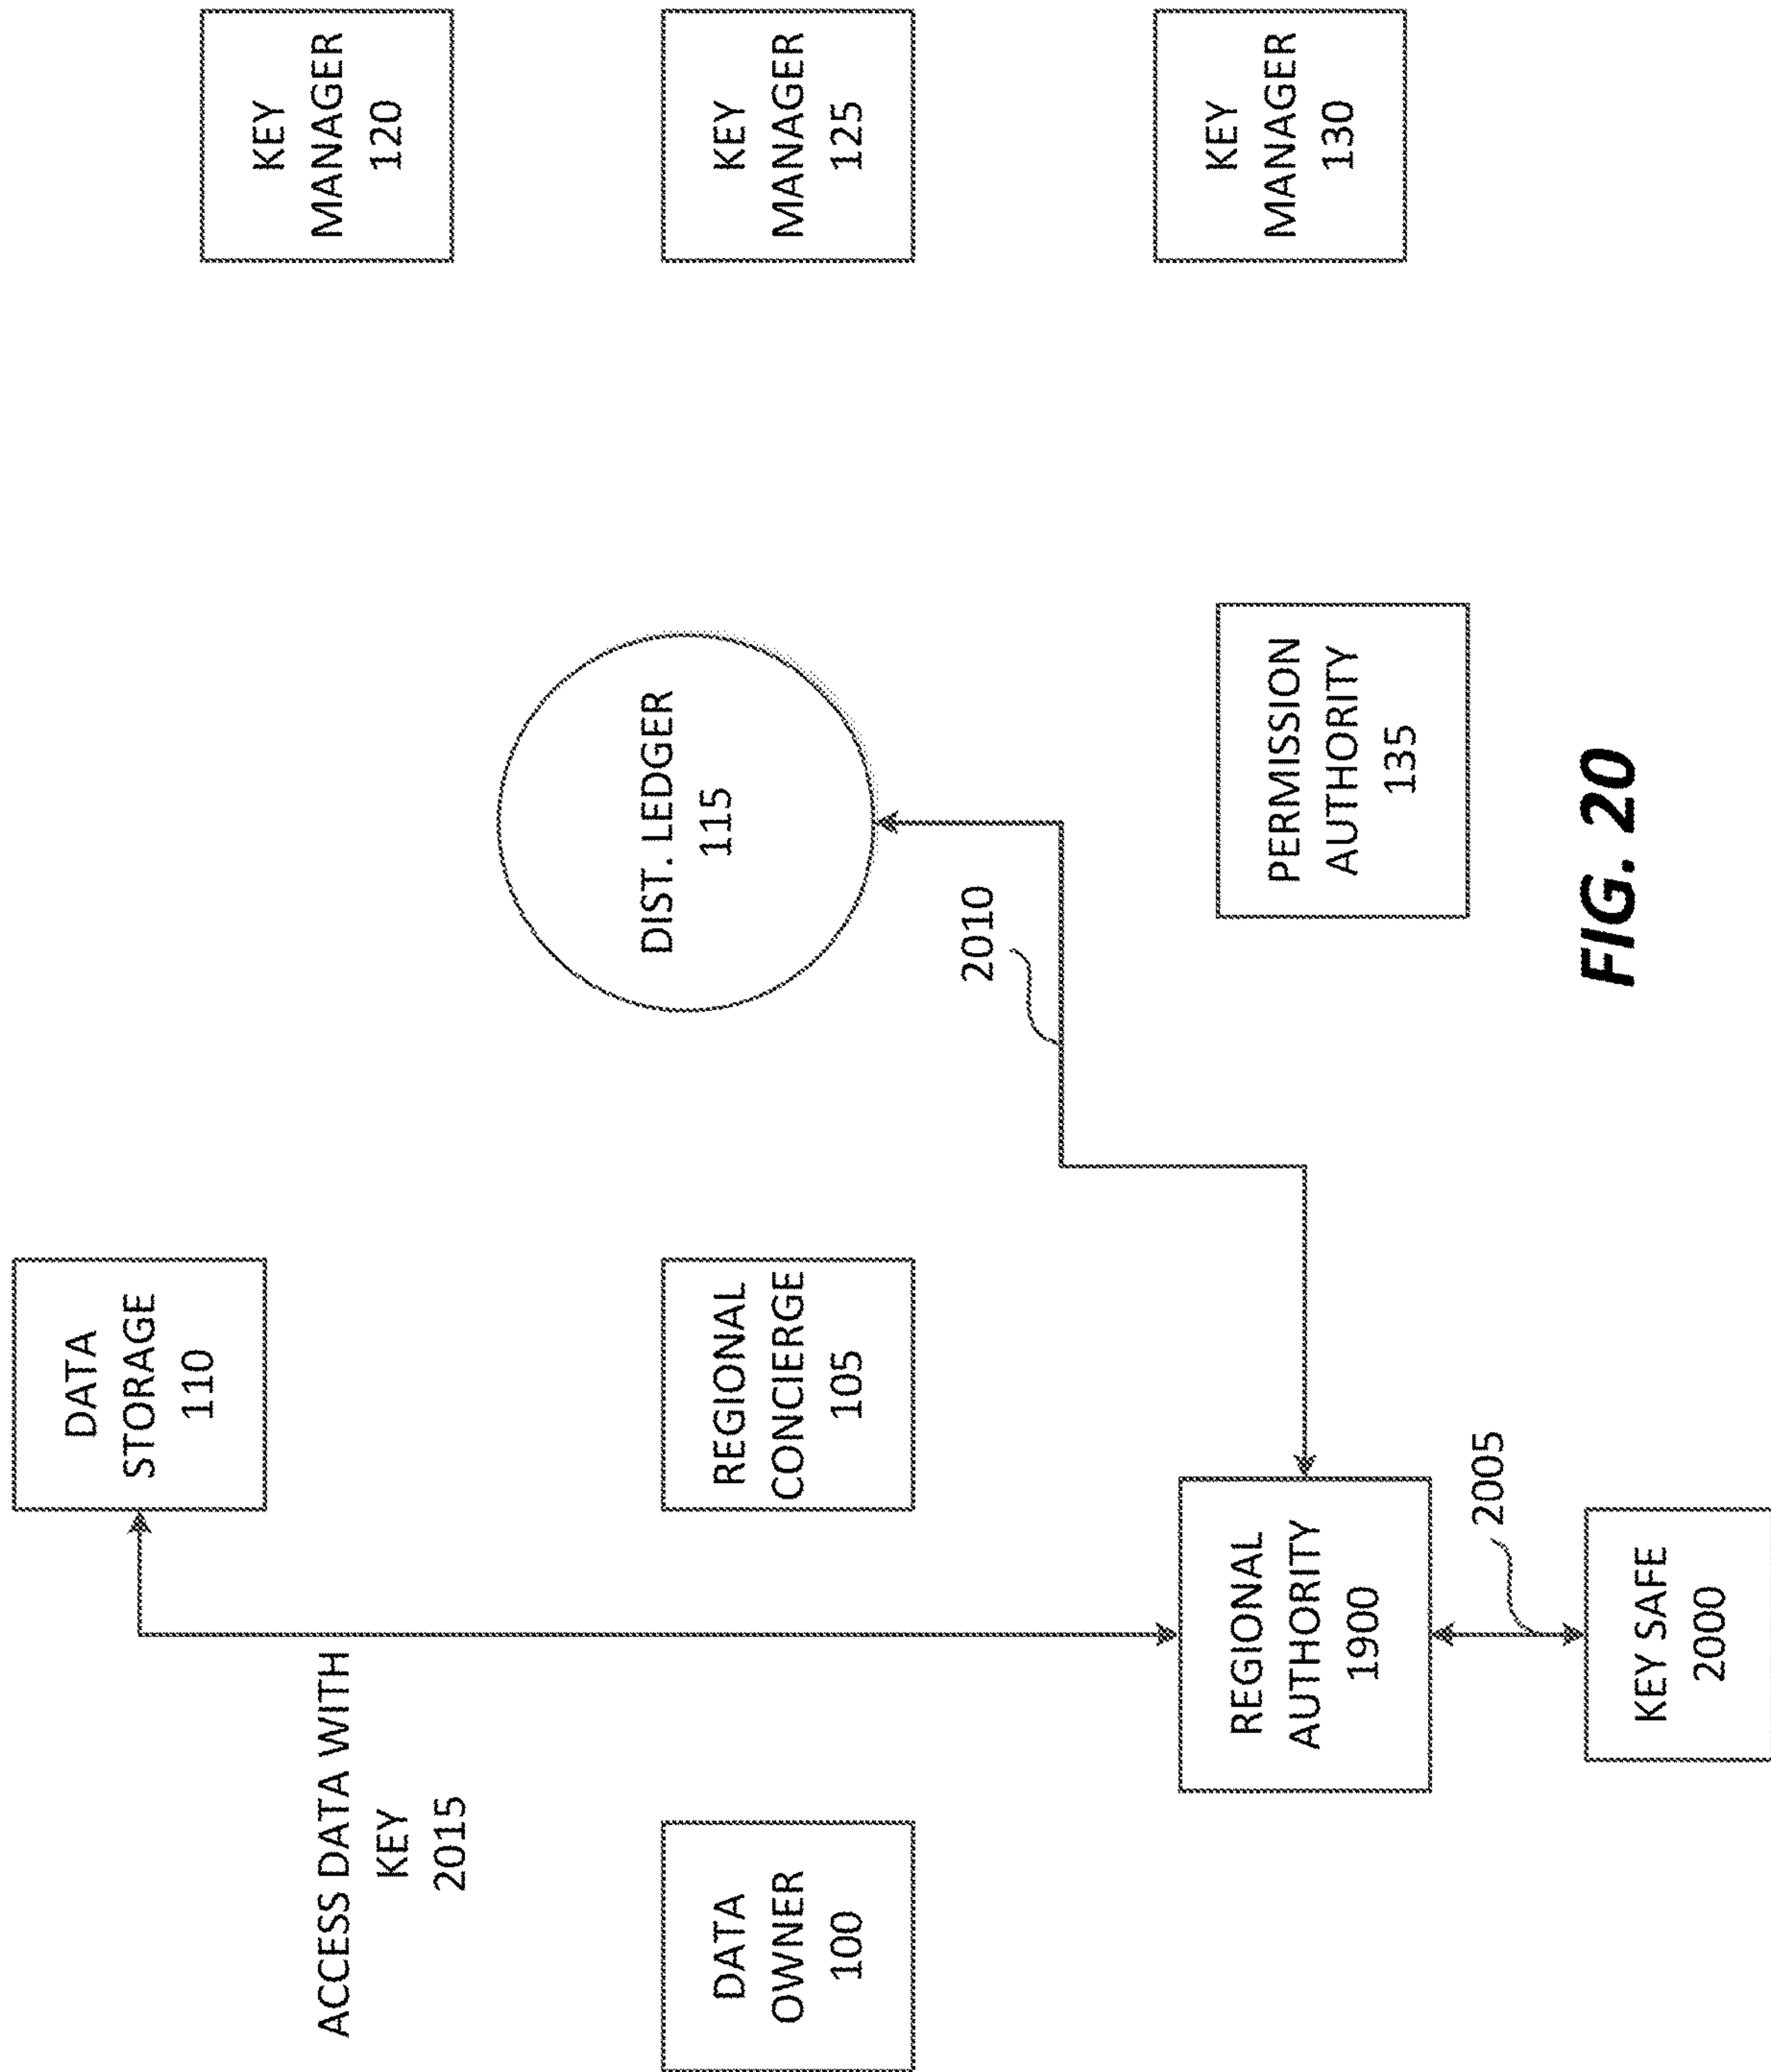 ACCESS DATA WITH
KEY
2015
DATA
STORAGE
110
KEY
MANAGER
120
DATA
OWNER
100
REGIONAL
CONCIERGE
105
DIST. LEDGER
115
KEY
MANAGER
125
2010
REGIONAL
AUTHORITY
1900
PERMISSION
AUTHORITY
135
KEY
MANAGER
130
2005
KEY SAFE
2000
FIG. 20